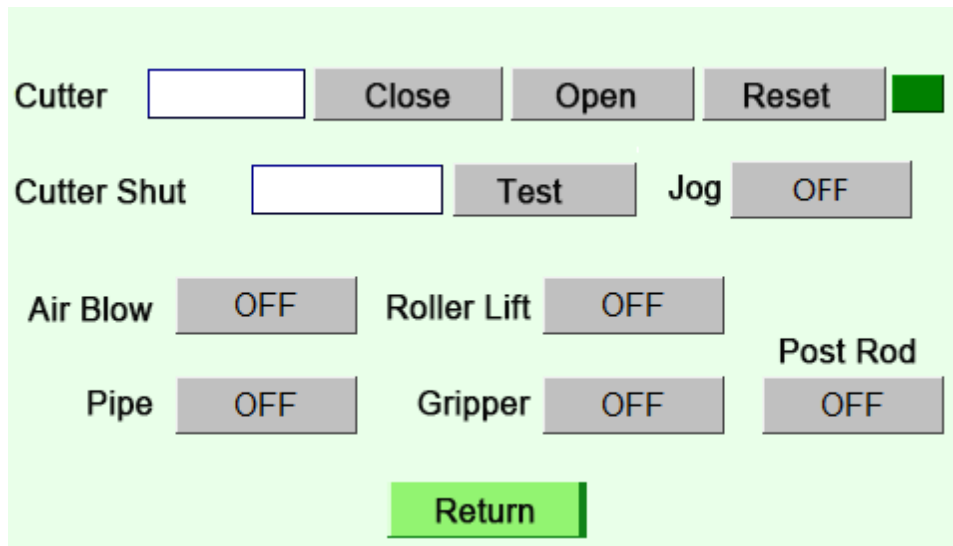 Cutter Close Open Reset
Cutter Shut Test Jog OFF
Air Blow OFF Roller Lift OFF
Post Rod
Pipe OFF Gripper OFF OFF
Return